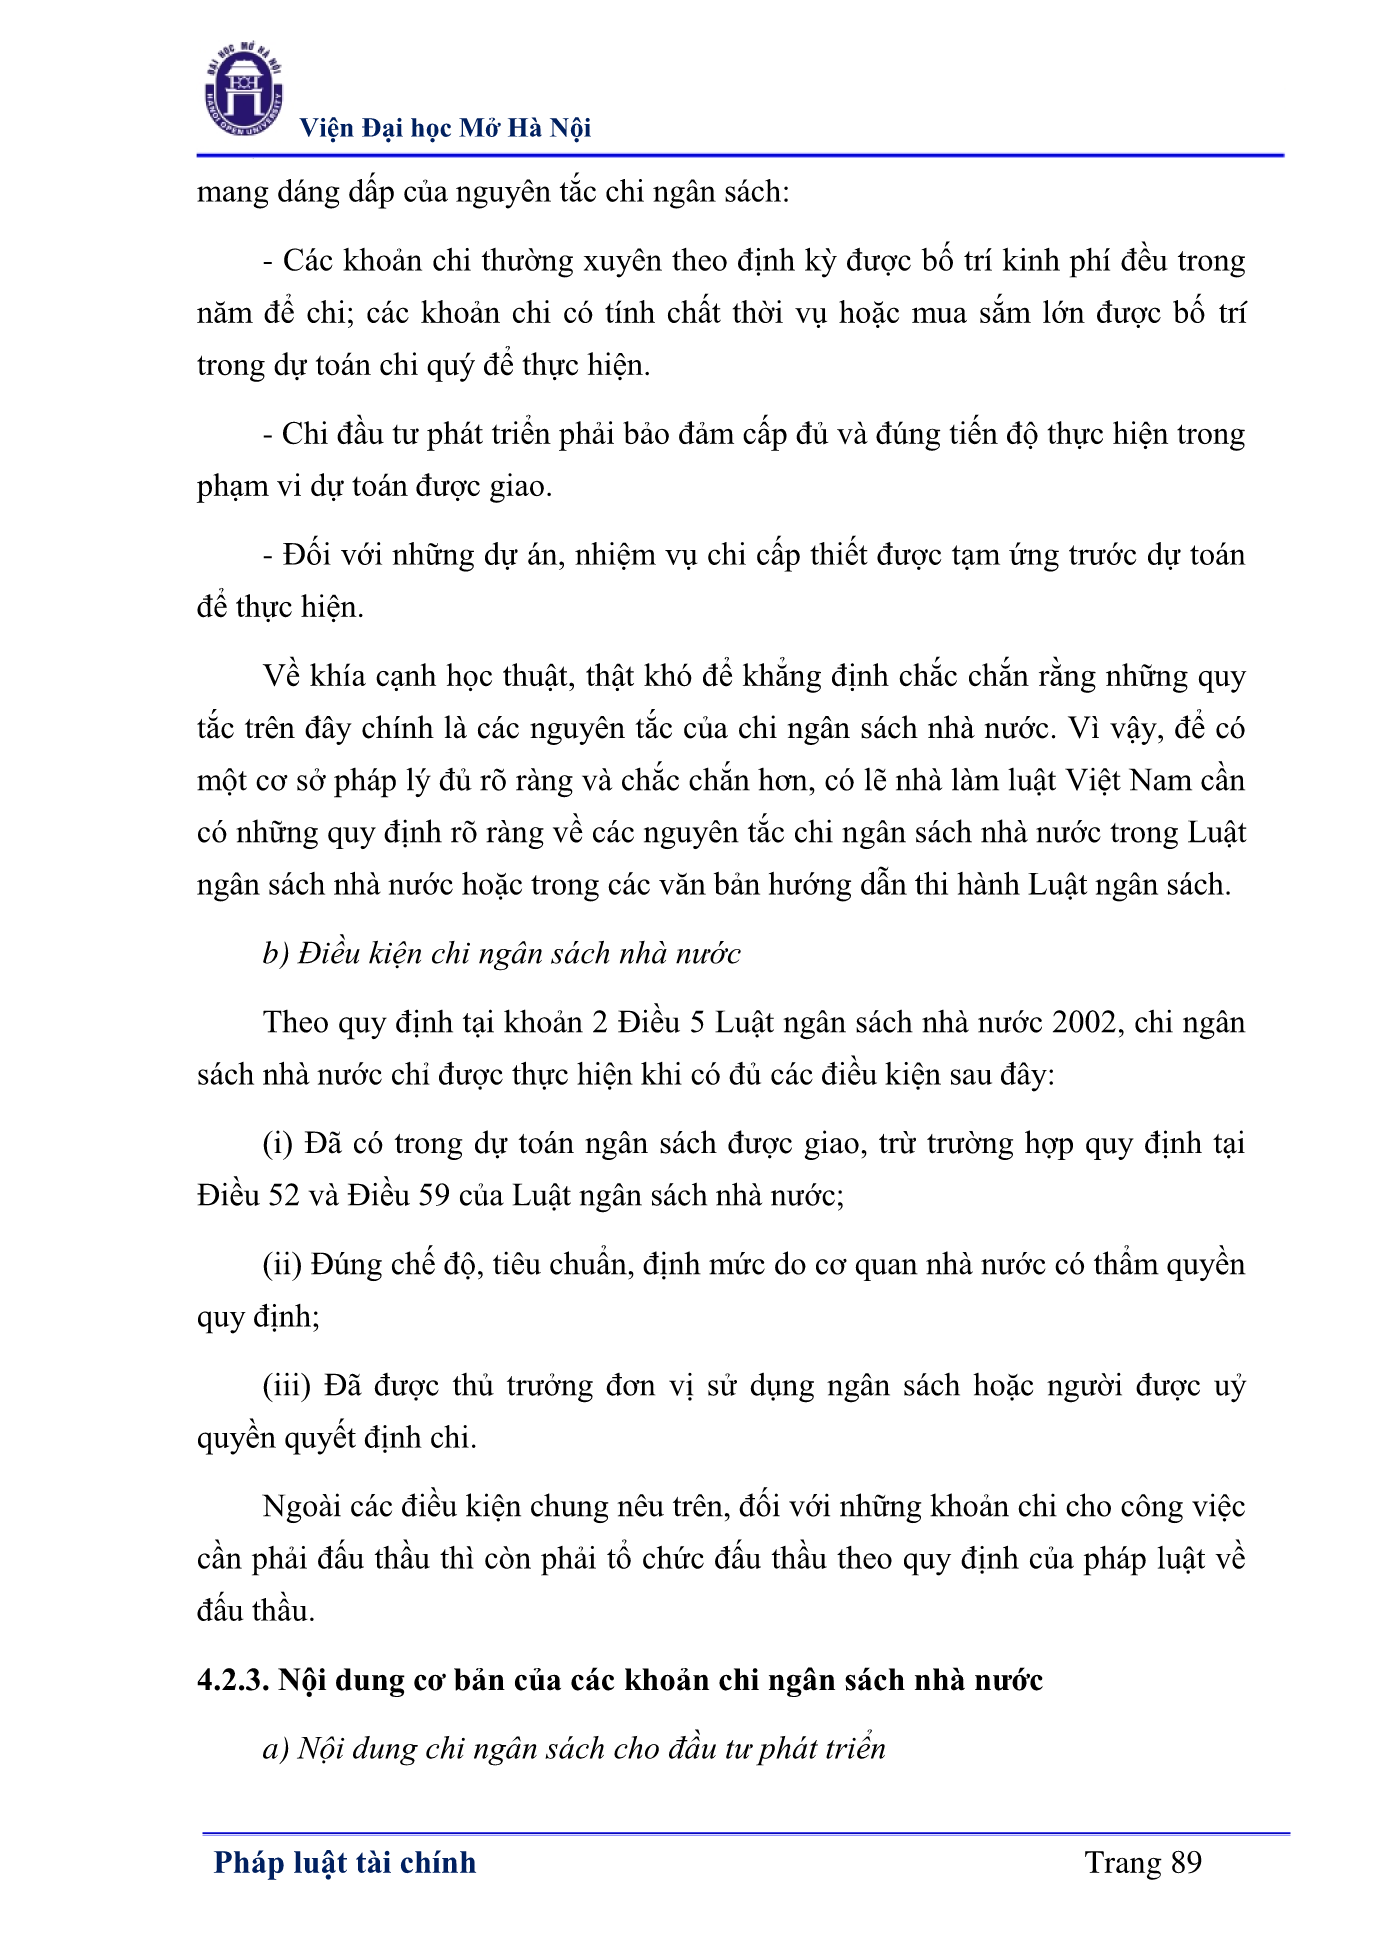 ĐẠI HỌC MỞ HÀ NỘI
HANOI OPEN UNIVERSITY
Viện Đại học Mở Hà Nội
mang dáng dấp của nguyên tắc chi ngân sách:
- Các khoản chi thường xuyên theo định kỳ được bố trí kinh phí đều trong
năm để chi; các khoản chi có tính chất thời vụ hoặc mua sắm lớn được bố trí
trong dự toán chi quý để thực hiện.
- Chi đầu tư phát triển phải bảo đảm cấp đủ và đúng tiến độ thực hiện trong
phạm vi dự toán được giao.
- Đối với những dự án, nhiệm vụ chi cấp thiết được tạm ứng trước dự toán
để thực hiện.
Về khía cạnh học thuật, thật khó để khẳng định chắc chắn rằng những quy
tắc trên đây chính là các nguyên tắc của chi ngân sách nhà nước. Vì vậy, để có
một cơ sở pháp lý đủ rõ ràng và chắc chắn hơn, có lẽ nhà làm luật Việt Nam cần
có những quy định rõ ràng về các nguyên tắc chi ngân sách nhà nước trong Luật
ngân sách nhà nước hoặc trong các văn bản hướng dẫn thi hành Luật ngân sách.
b) Điều kiện chi ngân sách nhà nước
Theo quy định tại khoản 2 Điều 5 Luật ngân sách nhà nước 2002, chi ngân
sách nhà nước chỉ được thực hiện khi có đủ các điều kiện sau đây:
(i) Đã có trong dự toán ngân sách được giao, trừ trường hợp quy định tại
Điều 52 và Điều 59 của Luật ngân sách nhà nước;
(ii) Đúng chế độ, tiêu chuẩn, định mức do cơ quan nhà nước có thẩm quyền
quy định;
(iii) Đã được thủ trưởng đơn vị sử dụng ngân sách hoặc người được uỷ
quyền quyết định chi.
Ngoài các điều kiện chung nêu trên, đối với những khoản chi cho công việc
cần phải đấu thầu thì còn phải tổ chức đấu thầu theo quy định của pháp luật về
đấu thầu.
4.2.3. Nội dung cơ bản của các khoản chi ngân sách nhà nước
a) Nội dung chi ngân sách cho đầu tư phát triển
Pháp luật tài chính
Trang 89